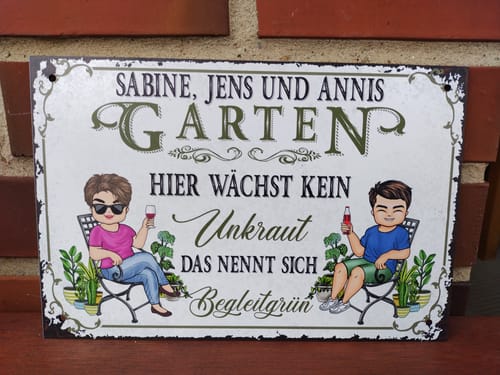 SABINE, JENS UND ANNIS
GARTEN
HIER WÄCHST KEIN
Unkraut
DAS NENNT SICH
Begleitgrün